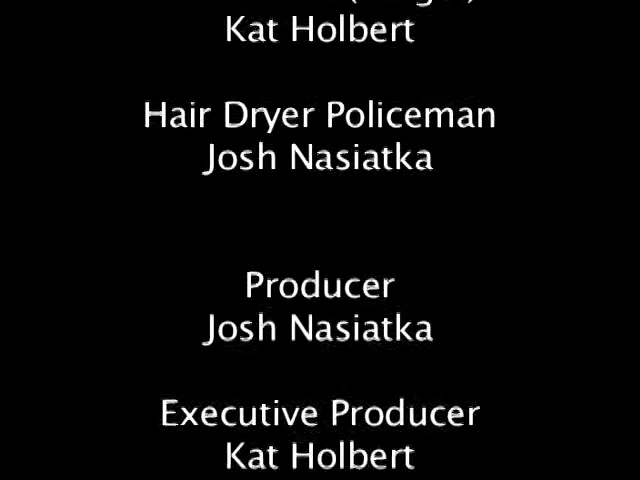 Kat Holbert
Hair Dryer Policeman
Josh Nasiatka
Producer
Josh Nasiatka
Executive Producer
Kat Holbert